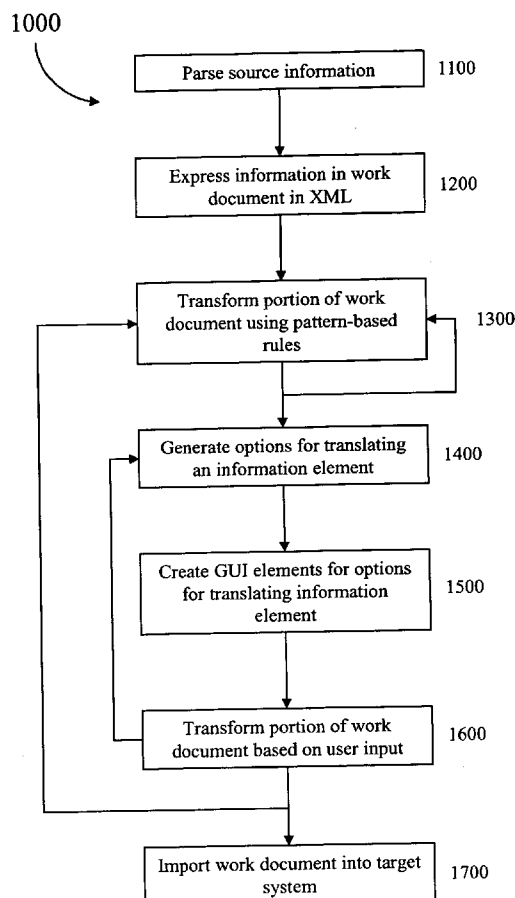 1000
Parse source information
1100
Express information in work
document in XML
1200
Transform portion of work
document using pattern-based
rules
1300
Generate options for translating
an information element
1400
Create GUI elements for options
for translating information
element
1500
Transform portion of work
document based on user input
1600
Import work document into target
system
1700